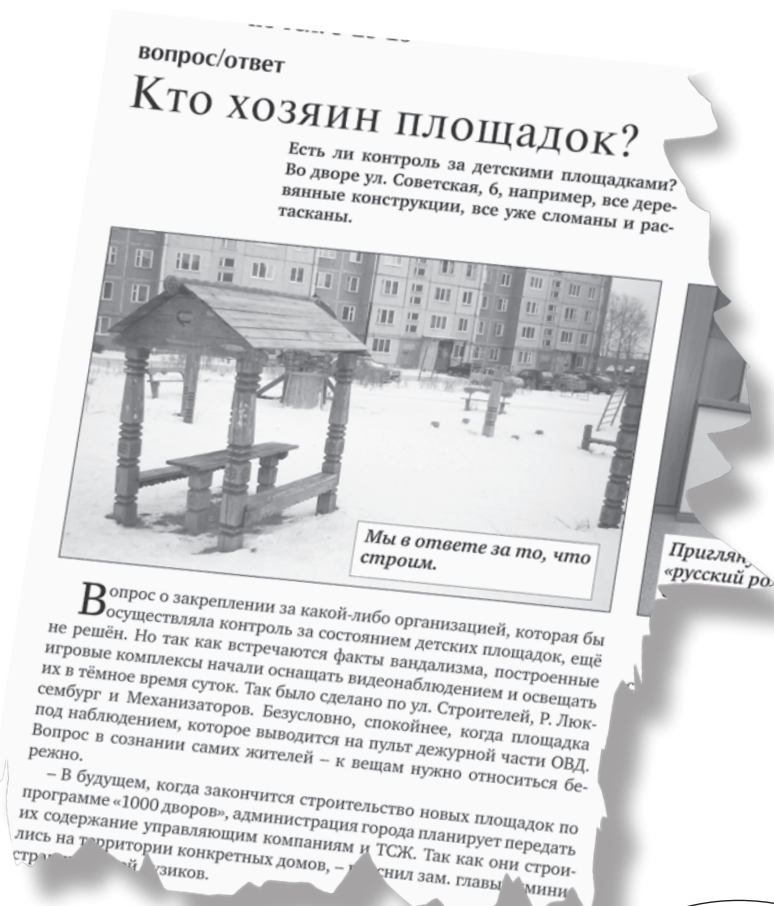 вопрос/ответ
Кто хозяин площадок?
Есть ли контроль за детскими площадками?
Во дворе ул. Советская, 6, например, все дере-
вянные конструкции, все уже сломаны и рас-
тасканы.
Мы в ответе за то, что
строим.
«русский
Вопрос о закреплении за какой-либо организацией, которая бы
осуществляла контроль за состоянием детских площадок, ещё
не решён. Но так как встречаются факты вандализма, построенные
игровые комплексы начали оснащать видеонаблюдением и освещать
их в тёмное время суток. Так было сделано по ул. Строителей, Р. Люк-
сембург и Механизаторов. Безусловно, спокойнее, когда площадка
под наблюдением, которое выводится на пульт дежурной части ОВД.
Вопрос в сознании самих жителей – к вещам нужно относиться бе-
режно.
– В будущем, когда закончится строительство новых площадок по
программе «1000 дворов», администрация города планирует передать
их содержание управляющим компаниям и ТСЖ. Так как они строи-
лись на территории конкретных домов, – зам. главы